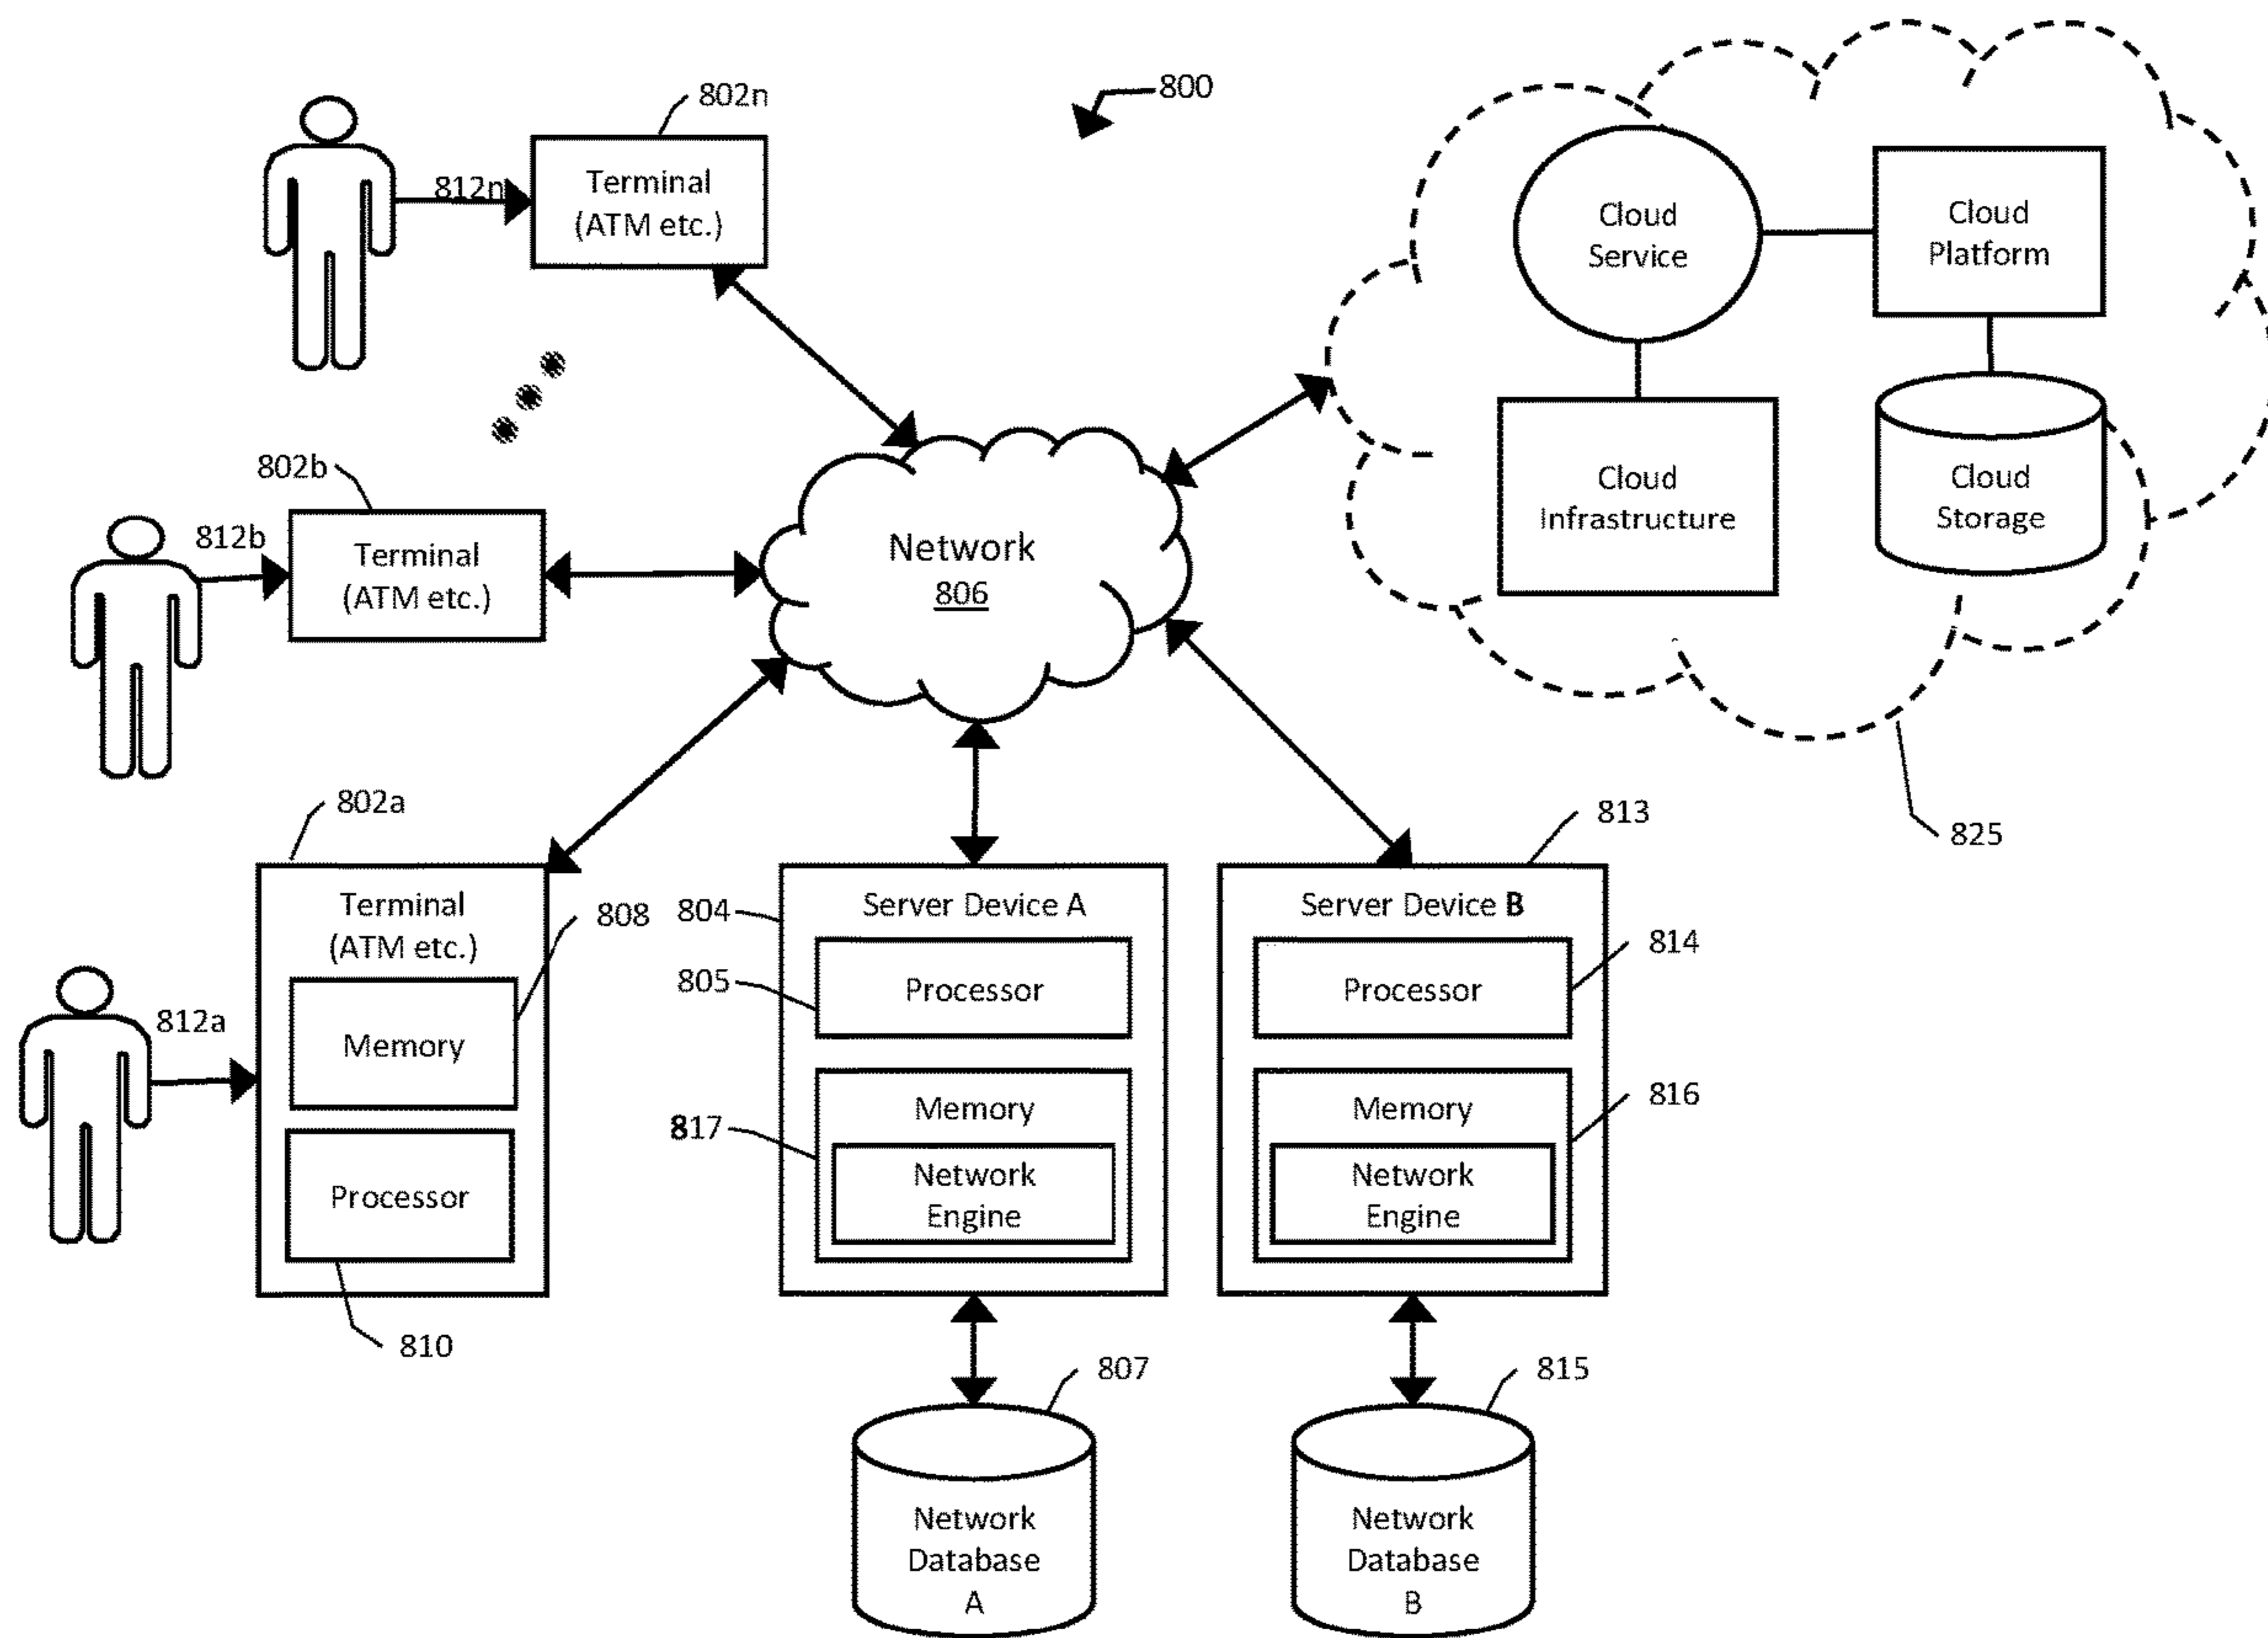 800
802n
812n
Terminal
(ATM etc.)
Cloud
Service
Cloud
Platform
Cloud
Infrastructure
Cloud
Storage
825
802b
812b
Terminal
(ATM etc.)
Network
806
802a
812a
Terminal
(ATM etc.)
808
Memory
Processor
810
804
Server Device A
805
Processor
817
Memory
Network
Engine
813
Server Device B
814
Processor
816
Memory
Network
Engine
807
Network
Database
A
815
Network
Database
B